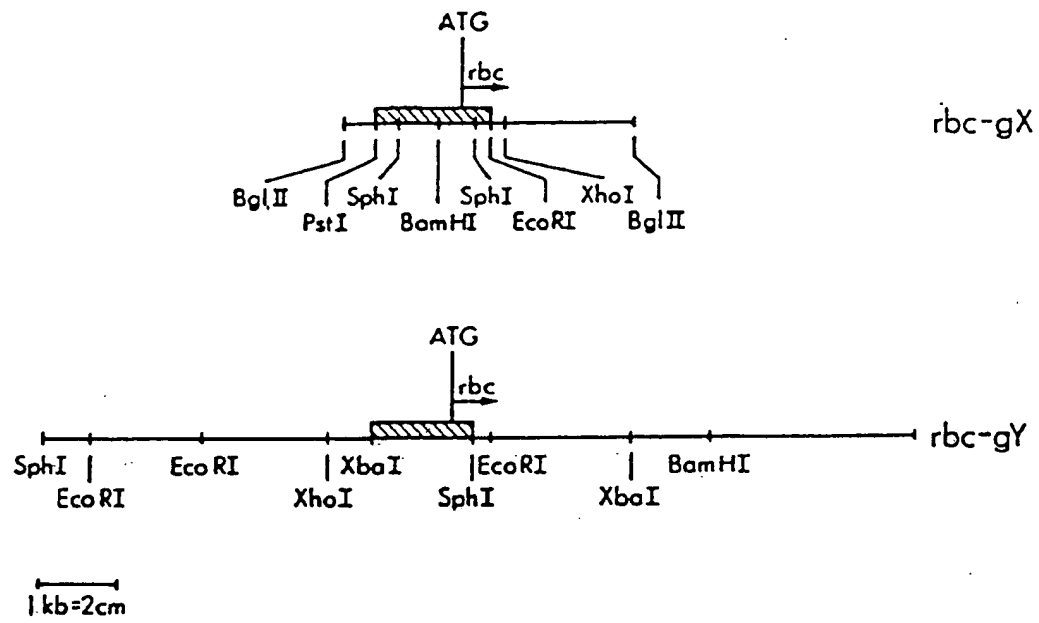 ATG
rbc
rbc-gX
BglII PstI SphI BamHI SphI EcoRI XhoI BglII
ATG
rbc
rbc-gY
SphI EcoRI EcoRI XhoI XbaI SphI EcoRI XbaI BamHI
1 kb=2cm